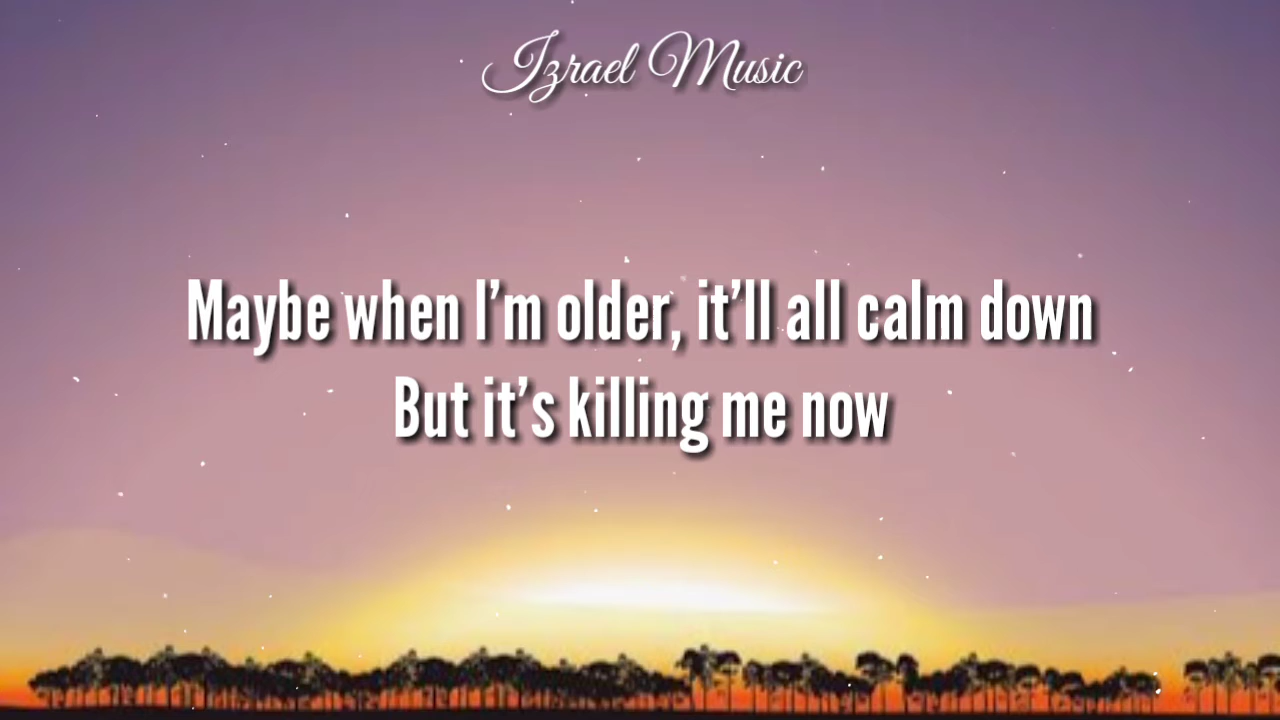 Izrael Music
Maybe when I’m older, it’ll all calm down
But it’s killing me now